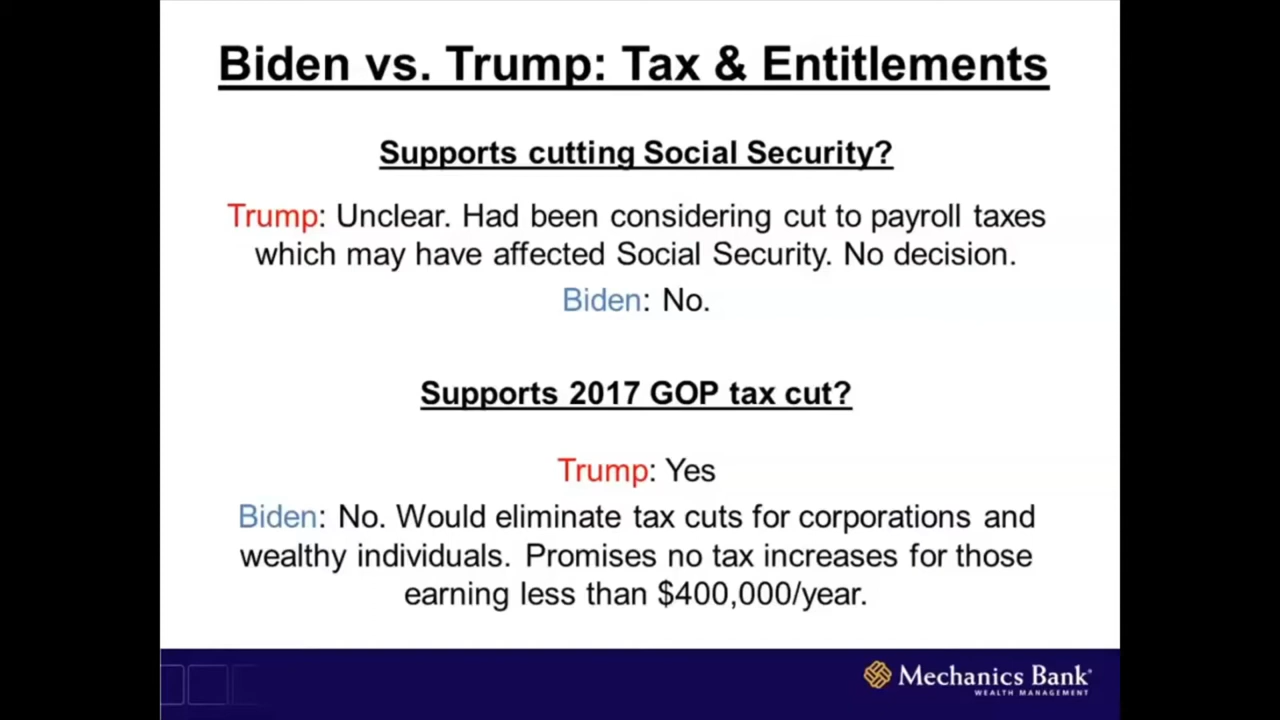 Biden vs. Trump: Tax & Entitlements
Supports cutting Social Security?
Trump: Unclear. Had been considering cut to payroll taxes
which may have affected Social Security. No decision.
Biden: No.
Supports 2017 GOP tax cut?
Trump: Yes
Biden: No. Would eliminate tax cuts for corporations and
wealthy individuals. Promises no tax increases for those
earning less than $400,000/year.
Mechanics Bank
WEALTH MANAGEMENT